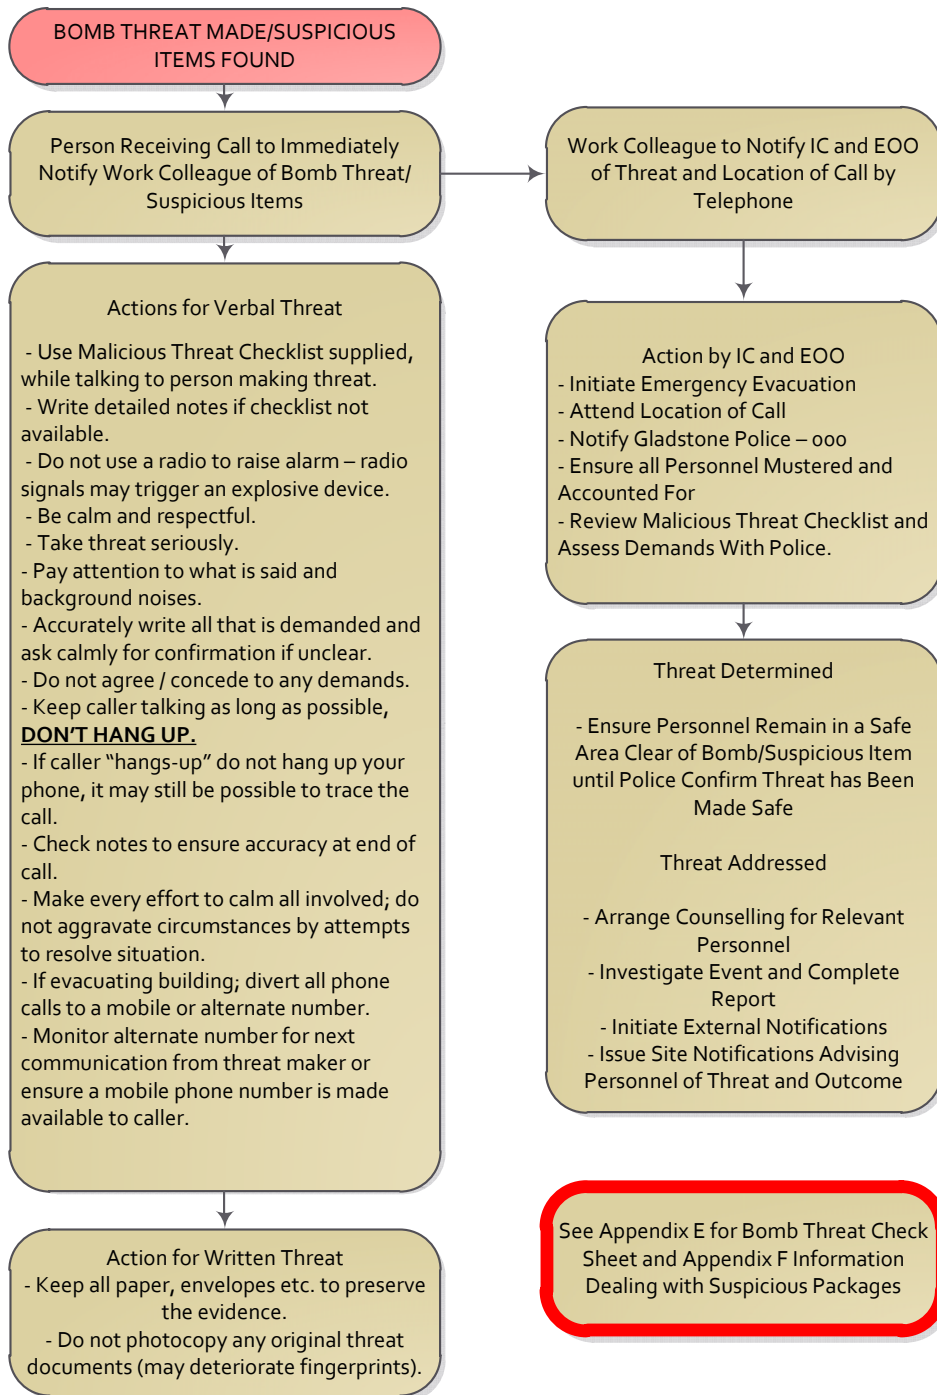 BOMB THREAT MADE/SUSPICIOUS
ITEMS FOUND
Person Receiving Call to Immediately
Notify Work Colleague of Bomb Threat/
Suspicious Items
Work Colleague to Notify IC and EOO
of Threat and Location of Call by
Telephone
Actions for Verbal Threat
- Use Malicious Threat Checklist supplied,
while talking to person making threat.
- Write detailed notes if checklist not
available.
- Do not use a radio to raise alarm – radio
signals may trigger an explosive device.
- Be calm and respectful.
- Take threat seriously.
- Pay attention to what is said and
background noises.
- Accurately write all that is demanded and
ask calmly for confirmation if unclear.
- Do not agree / concede to any demands.
- Keep caller talking as long as possible,
DON'T HANG UP.
- If caller “hangs-up” do not hang up your
phone, it may still be possible to trace the
call.
- Check notes to ensure accuracy at end of
call.
- Make every effort to calm all involved; do
not aggravate circumstances by attempts
to resolve situation.
- If evacuating building; divert all phone
calls to a mobile or alternate number.
- Monitor alternate number for next
communication from threat maker or
ensure a mobile phone number is made
available to caller.
Action by IC and EOO
- Initiate Emergency Evacuation
- Attend Location of Call
- Notify Gladstone Police – 000
- Ensure all Personnel Mustered and
Accounted For
- Review Malicious Threat Checklist and
Assess Demands With Police.
Threat Determined
- Ensure Personnel Remain in a Safe
Area Clear of Bomb/Suspicious Item
until Police Confirm Threat has Been
Made Safe
Threat Addressed
- Arrange Counselling for Relevant
Personnel
- Investigate Event and Complete
Report
- Initiate External Notifications
- Issue Site Notifications Advising
Personnel of Threat and Outcome
Action for Written Threat
- Keep all paper, envelopes etc. to preserve
the evidence.
- Do not photocopy any original threat
documents (may deteriorate fingerprints).
See Appendix E for Bomb Threat Check
Sheet and Appendix F Information
Dealing with Suspicious Packages